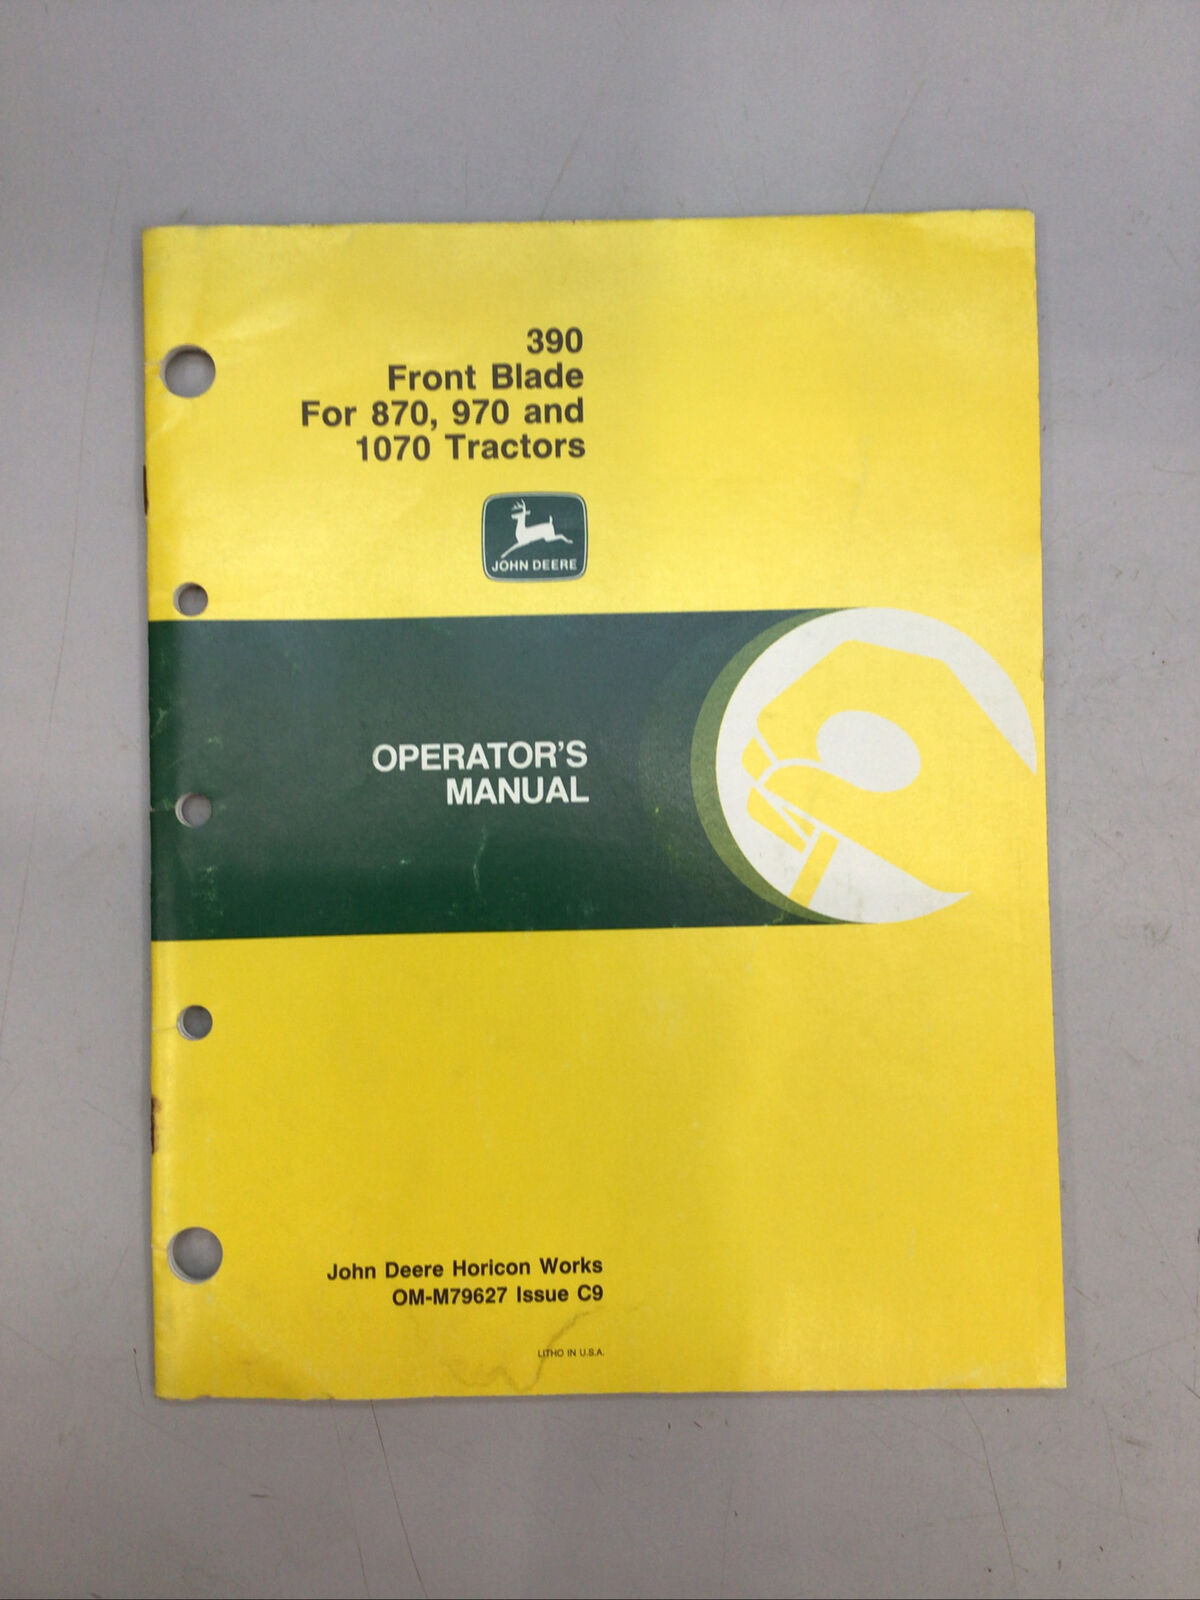 390
Front Blade
For 870, 970 and
1070 Tractors
JOHN DEERE
OPERATOR'S
MANUAL
John Deere Horicon Works
OM-M79627 Issue C9
LITHO IN U.S.A.